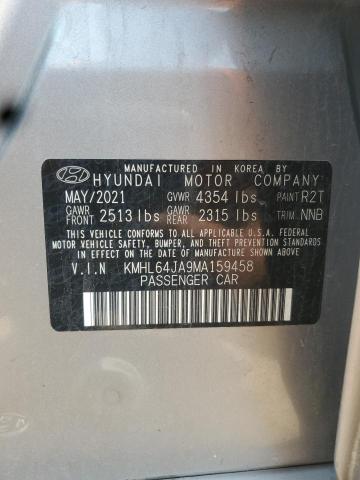 MANUFACTURED IN KOREA BY
HYUNDAI MOTOR COMPANY
MAY/2021 GVWR 4354 lbs PAINT R2T
GAWR FRONT 2513 lbs GAWR REAR 2315 lbs TRIM NNB
THIS VEHICLE CONFORMS TO ALL APPLICABLE U.S.A. FEDERAL
MOTOR VEHICLE SAFETY, BUMPER, AND THEFT PREVENTION
STANDARDS IN EFFECT ON THE DATE OF MANUFACTURE SHOWN ABOVE.
V.I.N KMHL64JA9MA159458
PASSENGER CAR